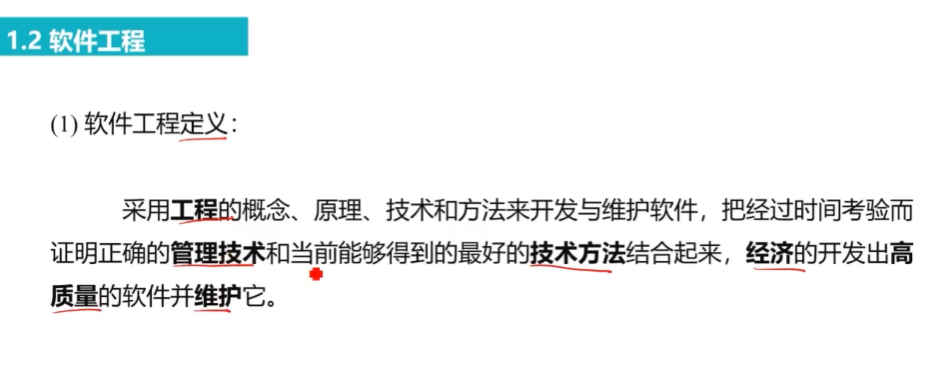 1.2 软件工程
(1) 软件工程定义：
采用工程的概念、原理、技术和方法来开发与维护软件，把经过时间考验而
证明正确的管理技术和当前能够得到的最好的技术方法结合起来，经济的开发出高
质量的软件并维护它。